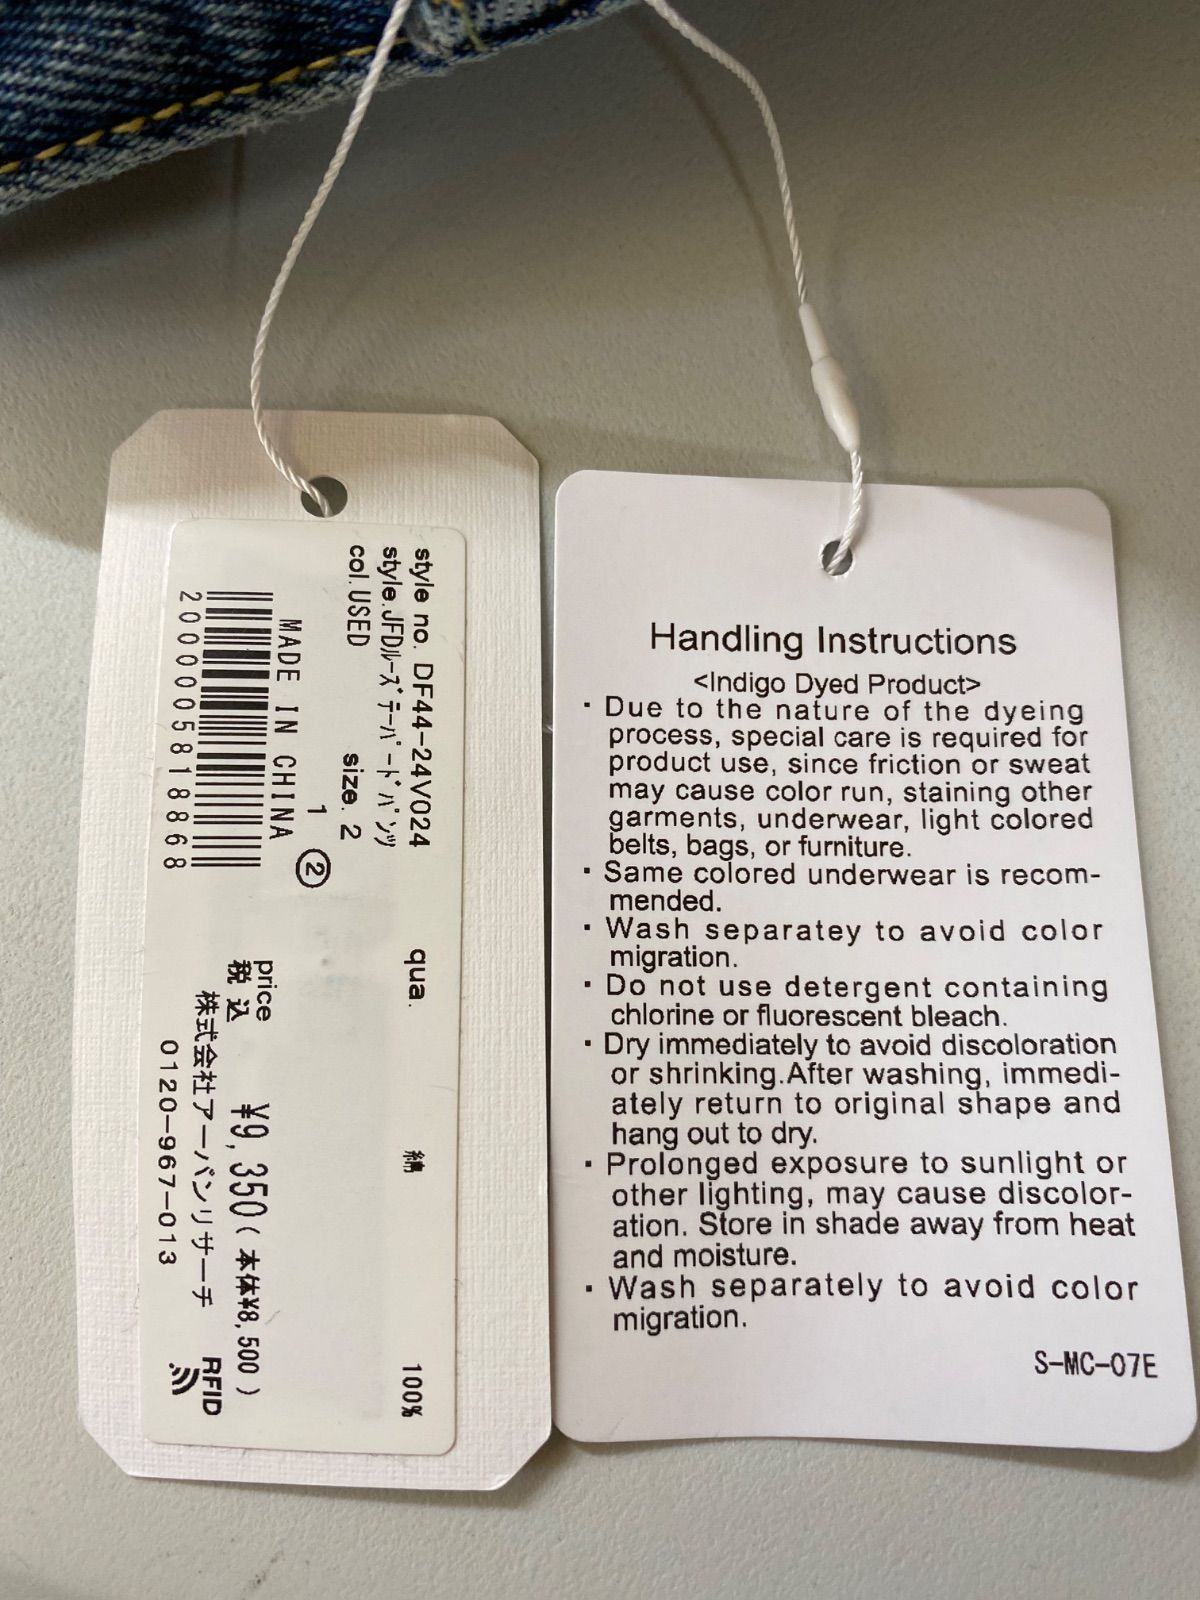 style no. DF44-24V024
style.JFDﾙｰｽﾞﾃｰﾊﾟｰﾄﾞﾊﾟﾝﾂ
col.USED
size. 2
1 ②
MADE IN CHINA
2000005818868
qua.
綿 100%
price
税込 ¥9,350( 本体¥8,500 )
株式会社アーバンリサーチ
0120-967-013
RFID
Handling Instructions
<Indigo Dyed Product>
・Due to the nature of the dyeing
process, special care is required for
product use, since friction or sweat
may cause color run, staining other
garments, underwear, light colored
belts, bags, or furniture.
・Same colored underwear is recom-
mended.
・Wash separatey to avoid color
migration.
・Do not use detergent containing
chlorine or fluorescent bleach.
・Dry immediately to avoid discoloration
or shrinking.After washing, immedi-
ately return to original shape and
hang out to dry.
・Prolonged exposure to sunlight or
other lighting, may cause discolor-
ation. Store in shade away from heat
and moisture.
・Wash separately to avoid color
migration.
S-MC-07E